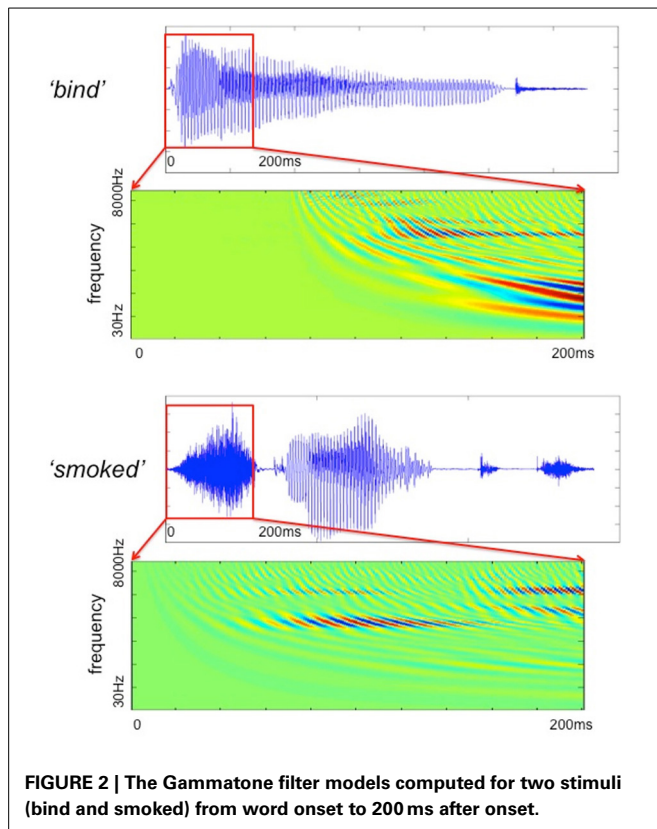 'bind'
0 200ms
8000Hz
frequency
30Hz
0 200ms
'smoked'
0 200ms
8000Hz
frequency
30Hz
0 200ms
FIGURE 2 | The Gammatone filter models computed for two stimuli
(bind and smoked) from word onset to 200 ms after onset.